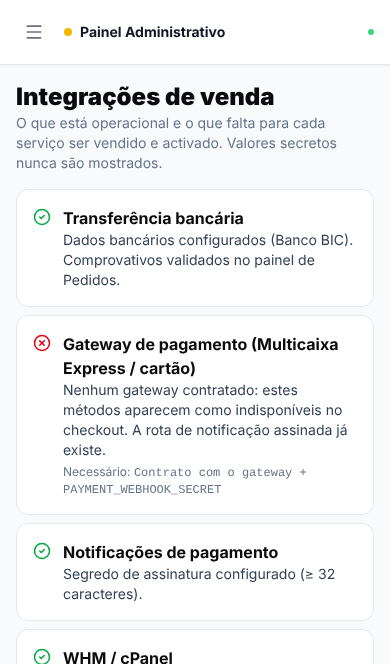 Painel Administrativo
Integrações de venda
O que está operacional e o que falta para cada
serviço ser vendido e activado. Valores secretos
nunca são mostrados.
Transferência bancária
Dados bancários configurados (Banco BIC).
Comprovativos validados no painel de
Pedidos.
Gateway de pagamento (Multicaixa
Express / cartão)
Nenhum gateway contratado: estes
métodos aparecem como indisponíveis no
checkout. A rota de notificação assinada já
existe.
Necessário: Contrato com o gateway +
PAYMENT_WEBHOOK_SECRET
Notificações de pagamento
Segredo de assinatura configurado (≥ 32
caracteres).
WHM / cPanel